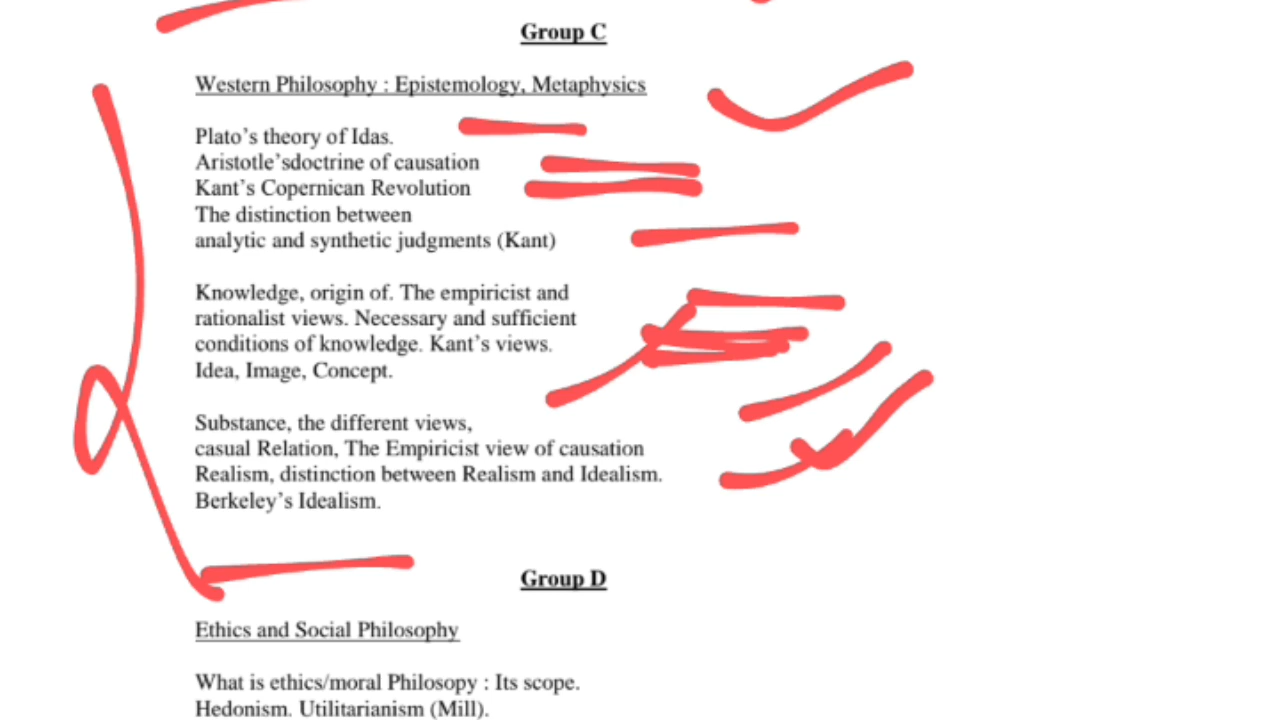 Group C
Western Philosophy : Epistemology, Metaphysics
Plato’s theory of Idas.
Aristotle’sdoctrine of causation
Kant’s Copernican Revolution
The distinction between
analytic and synthetic judgments (Kant)
Knowledge, origin of. The empiricist and
rationalist views. Necessary and sufficient
conditions of knowledge. Kant’s views.
Idea, Image, Concept.
Substance, the different views,
casual Relation, The Empiricist view of causation
Realism, distinction between Realism and Idealism.
Berkeley’s Idealism.
Group D
Ethics and Social Philosophy
What is ethics/moral Philosopy : Its scope.
Hedonism. Utilitarianism (Mill).